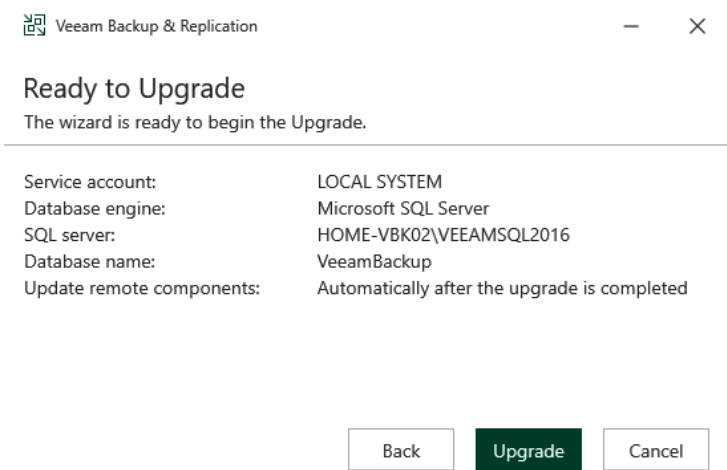 Veeam Backup & Replication
Ready to Upgrade
The wizard is ready to begin the Upgrade.
Service account: LOCAL SYSTEM
Database engine: Microsoft SQL Server
SQL server: HOME-VBK02\VEEAMSQL2016
Database name: VeeamBackup
Update remote components: Automatically after the upgrade is completed
Back Upgrade Cancel